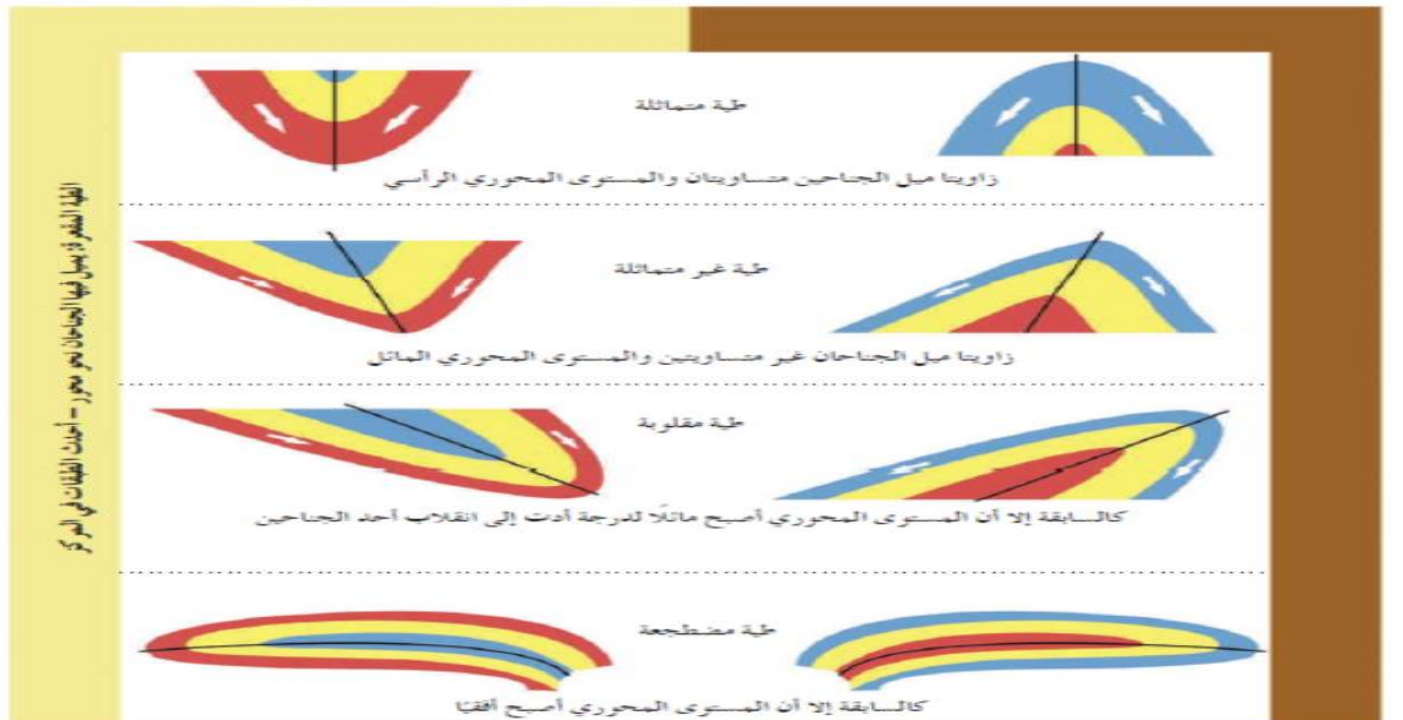 طية متماثلة
زاويتا ميل الجناحين متساويتان والمستوى المحوري الرأسي
طية غير متماثلة
زاويتا ميل الجناحان غير متساويتين والمستوى المحوري المائل
طية مقلوبة
كالسابقة إلا أن المستوى المحوري أصبح مائلًا لدرجة أدت إلى انقلاب أحد الجناحين
طية مضطجعة
كالسابقة إلا أن المستوى المحوري أصبح أفقيًا
الطية المقعرة: يميل فيها الجناحان نحو محور – أحدث الطبقات في المركز